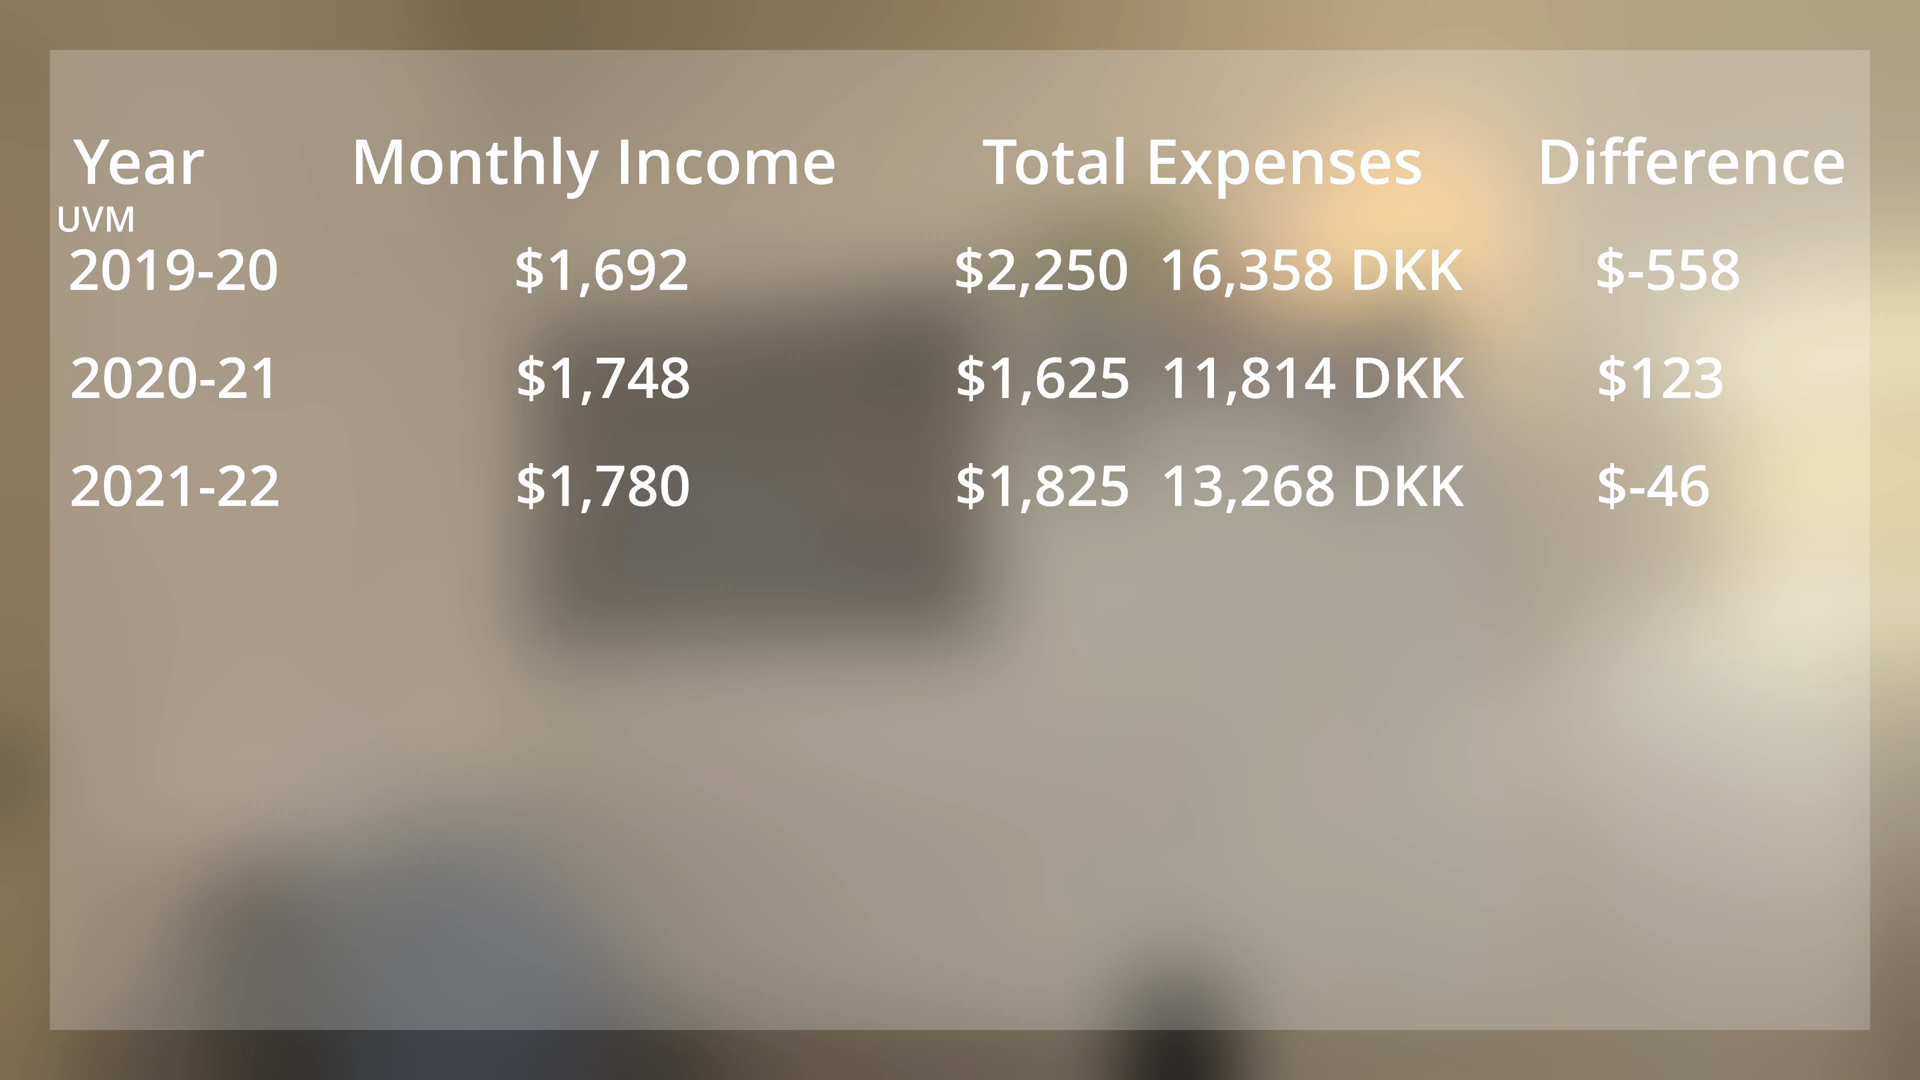 Year Monthly Income Total Expenses Difference
UVM
2019-20 $1,692 $2,250 16,358 DKK $-558
2020-21 $1,748 $1,625 11,814 DKK $123
2021-22 $1,780 $1,825 13,268 DKK $-46